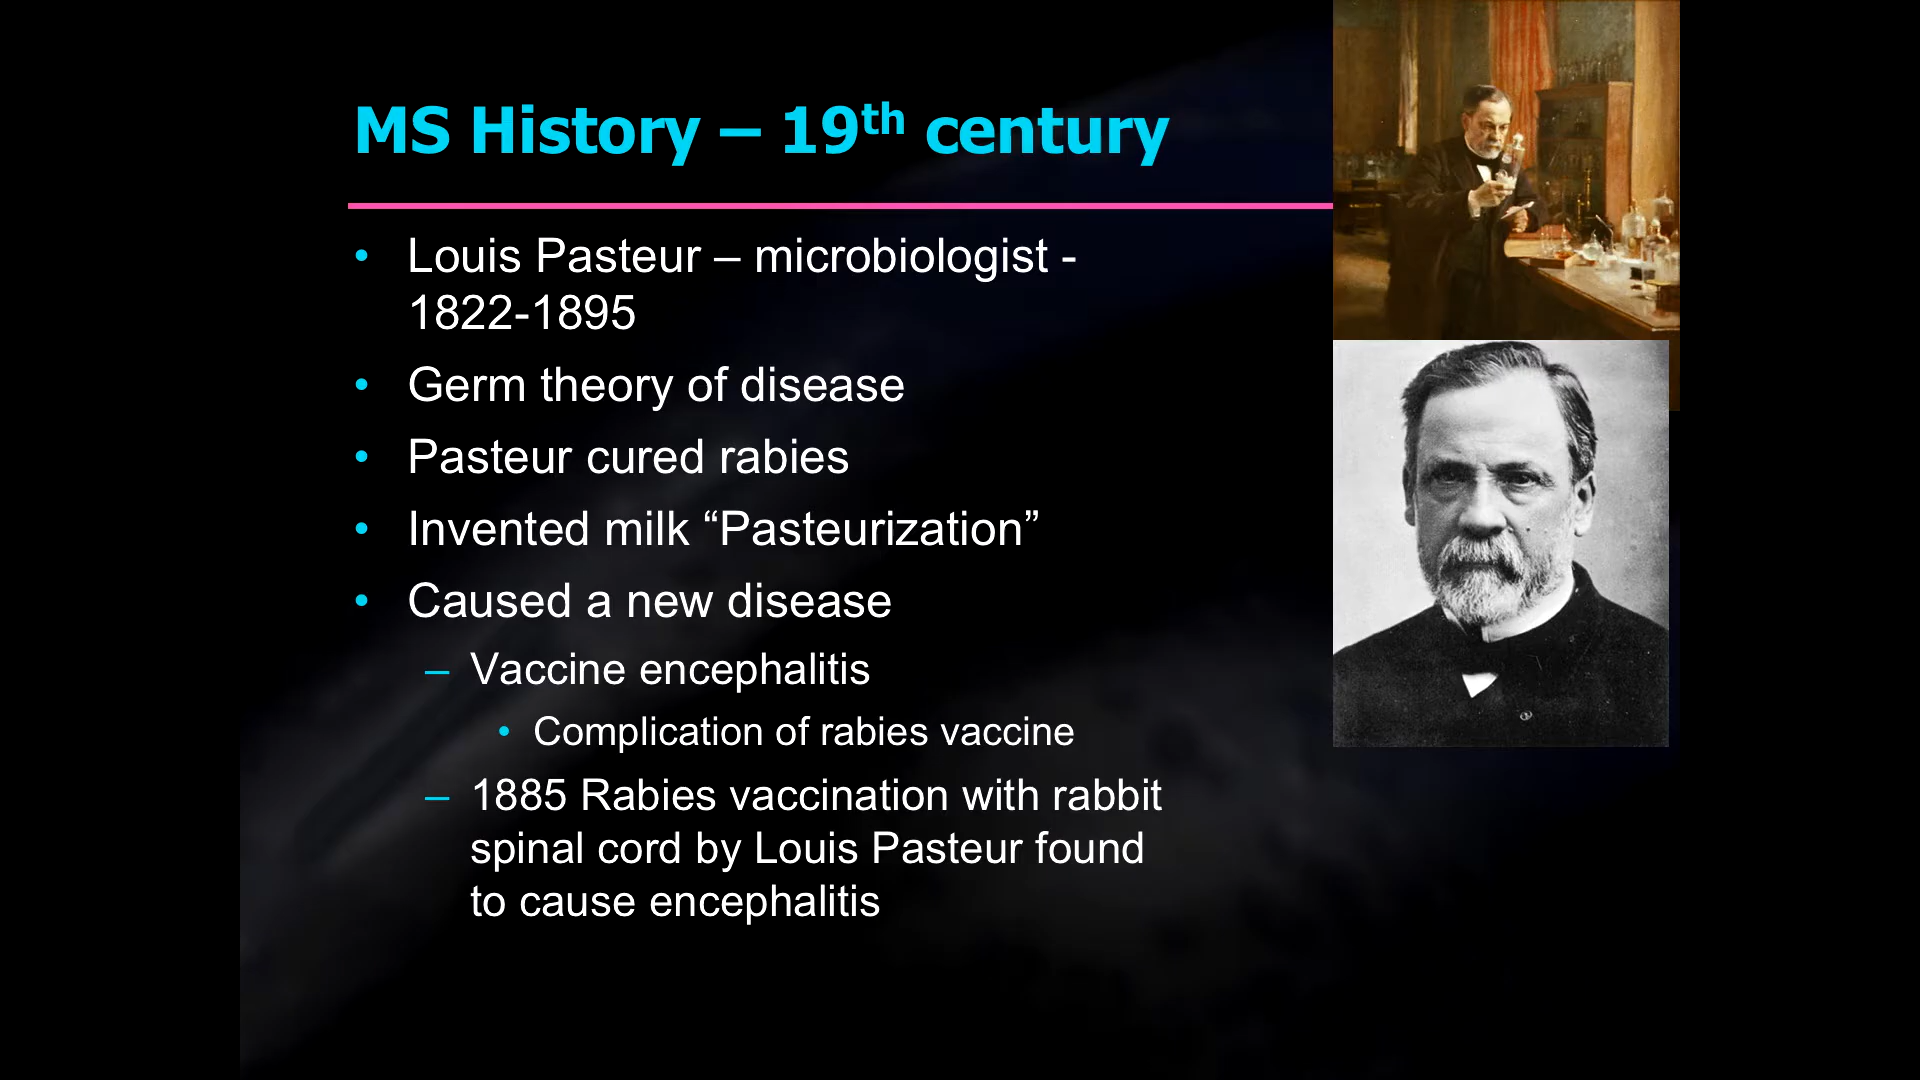 MS History – 19th century
• Louis Pasteur – microbiologist -
1822-1895
• Germ theory of disease
• Pasteur cured rabies
• Invented milk “Pasteurization”
• Caused a new disease
– Vaccine encephalitis
• Complication of rabies vaccine
– 1885 Rabies vaccination with rabbit
spinal cord by Louis Pasteur found
to cause encephalitis